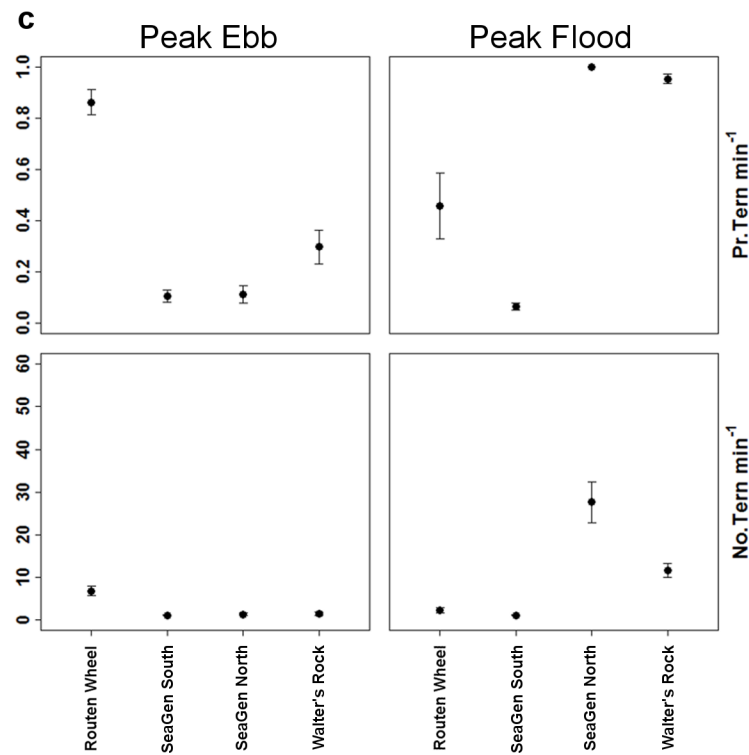 c
Peak Ebb
Peak Flood
1.0
0.8
0.6
0.4
0.2
0.0
Pr.Tern min⁻¹
60
50
40
30
20
10
0
No.Tern min⁻¹
Routen Wheel
SeaGen South
SeaGen North
Walter's Rock
Routen Wheel
SeaGen South
SeaGen North
Walter's Rock